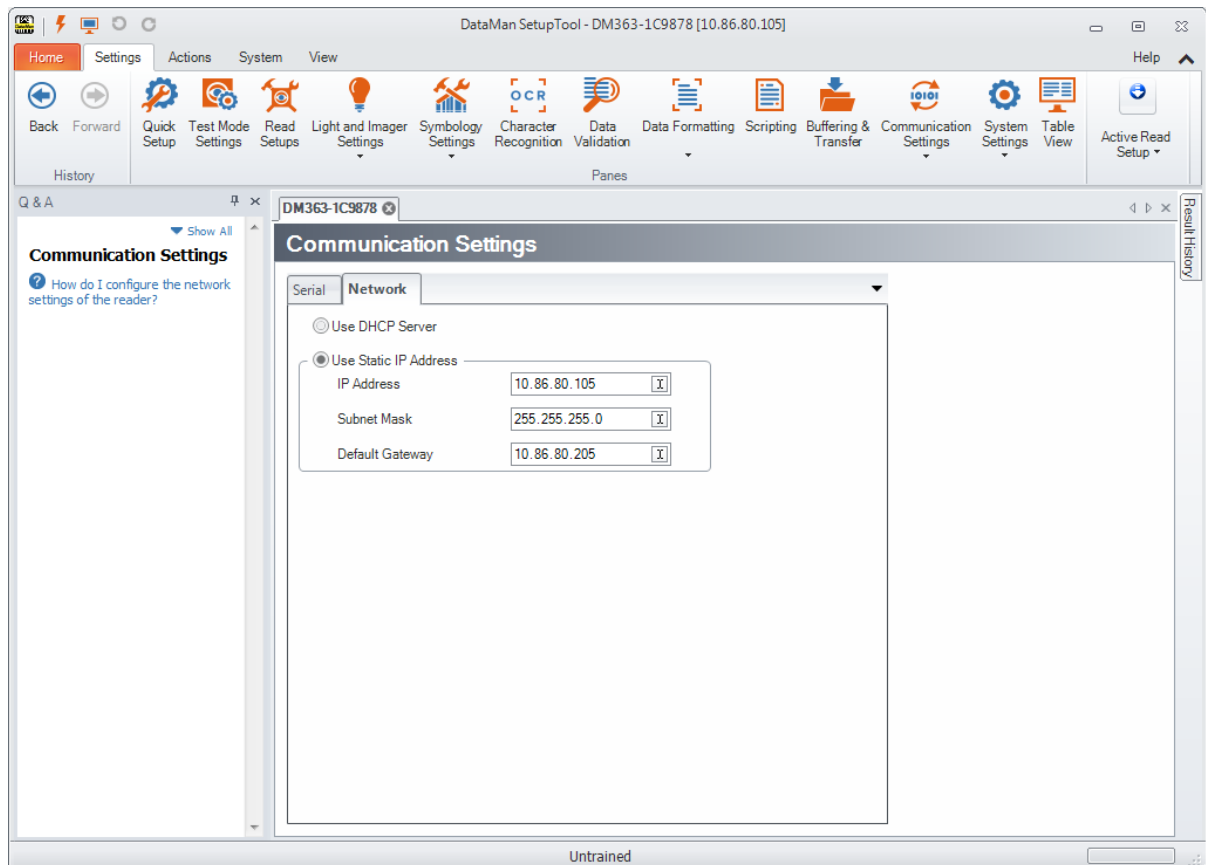 DataMan SetupTool - DM363-1C9878 [10.86.80.105]
Home Settings Actions System View Help
Back Forward Quick Setup Test Mode Settings Read Setups Light and Imager Settings Symbology Settings Character Recognition Data Validation Data Formatting Scripting Buffering & Transfer Communication Settings System Settings Table View Active Read Setup
OCR
10101
History Panes
Q & A
Show All
Communication Settings
How do I configure the network
settings of the reader?
DM363-1C9878
Communication Settings
Serial Network
Use DHCP Server
Use Static IP Address
IP Address 10.86.80.105
Subnet Mask 255.255.255.0
Default Gateway 10.86.80.205
Result History
Untrained